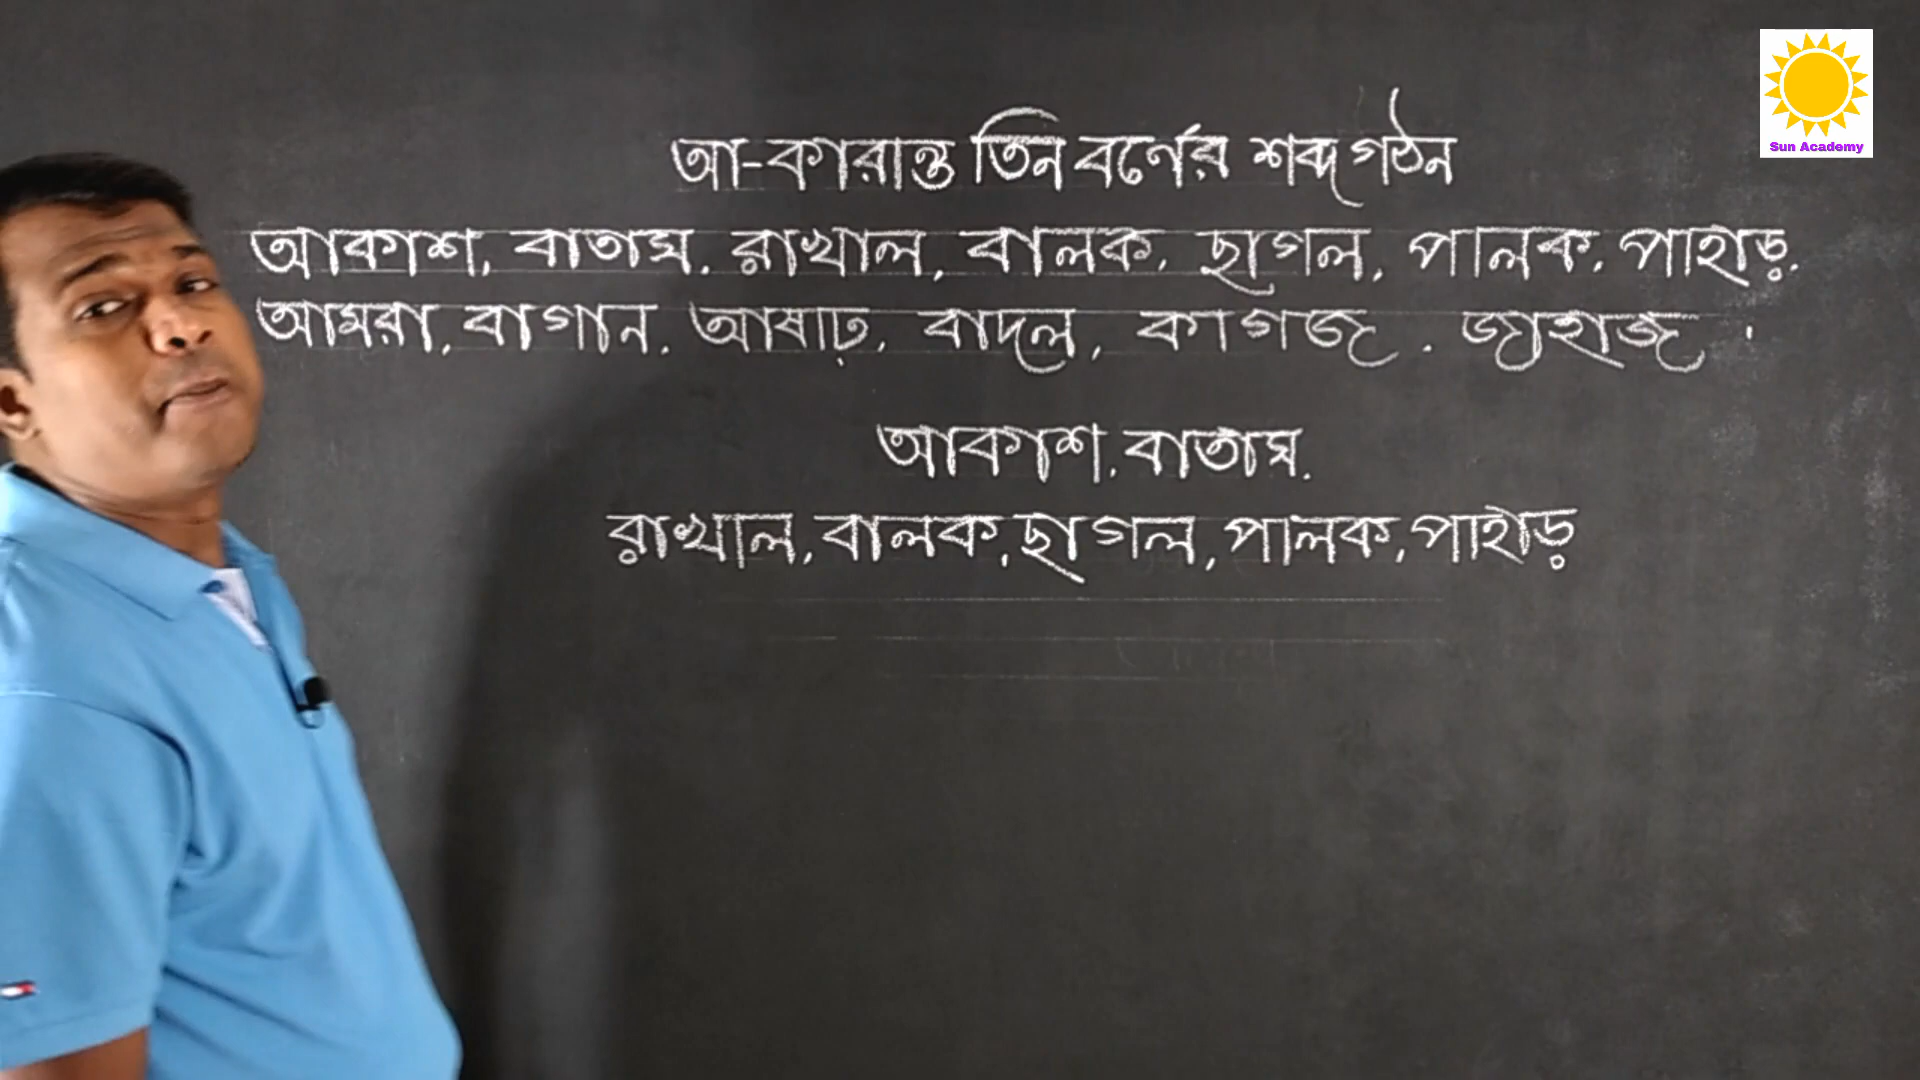 Sun Academy
আ-কারান্ত তিন বর্ণের শব্দ গঠন
আকাশ, বাতাস, রাখাল, বালক, ছাগল, পালক, পাহাড়,
আমরা, বাগান, আষাঢ়, বাদল, কাগজ, জাহাজ,
আকাশ, বাতাস,
রাখাল, বালক, ছাগল, পালক, পাহাড়